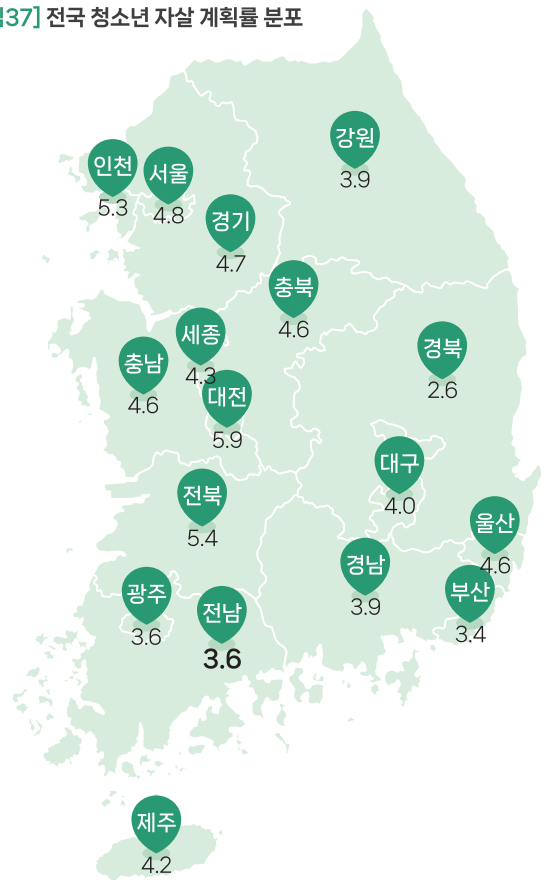 37] 전국 청소년 자살 계획률 분포
강원
3.9
인천
5.3
서울
4.8
경기
4.7
충북
4.6
세종
4.3
경북
2.6
충남
4.6
대전
5.9
대구
4.0
전북
5.4
울산
4.6
경남
3.9
부산
3.4
광주
3.6
전남
3.6
제주
4.2